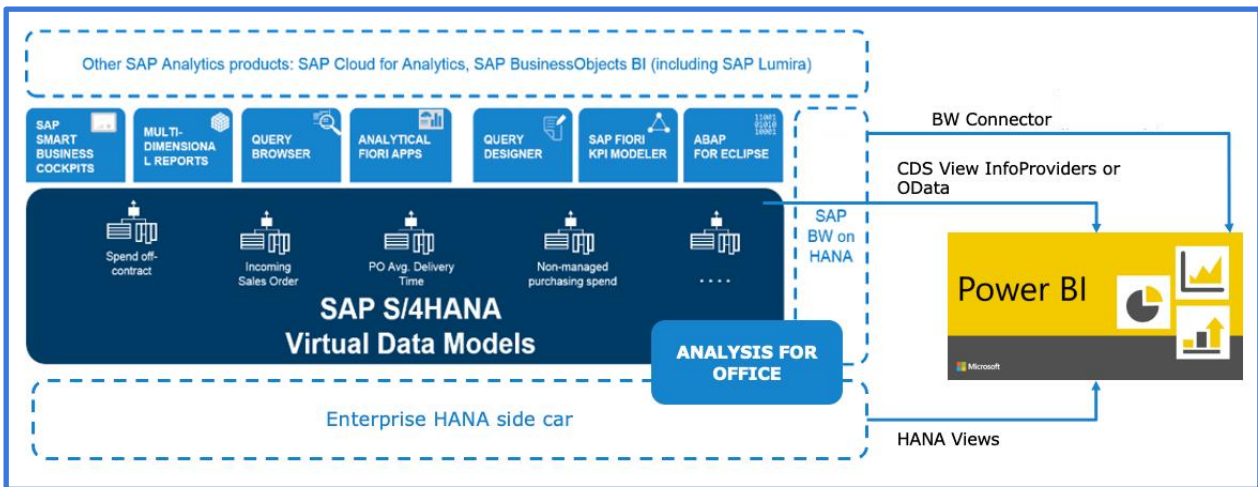 Other SAP Analytics products: SAP Cloud for Analytics, SAP BusinessObjects BI (including SAP Lumira)
SAP
SMART
BUSINESS
COCKPITS
MULTI-
DIMENSIONA
L REPORTS
QUERY
BROWSER
ANALYTICAL
FIORI APPS
QUERY
DESIGNER
SAP FIORI
KPI MODELER
11001
01010
10001
ABAP
FOR ECLIPSE
BW Connector
CDS View InfoProviders or
OData
SAP
BW on
HANA
Spend off-
contract
Incoming
Sales Order
PO Avg. Delivery
Time
Non-managed
purchasing spend
. . . .
SAP S/4HANA
Virtual Data Models
ANALYSIS FOR
OFFICE
Power BI
Microsoft
Enterprise HANA side car
HANA Views